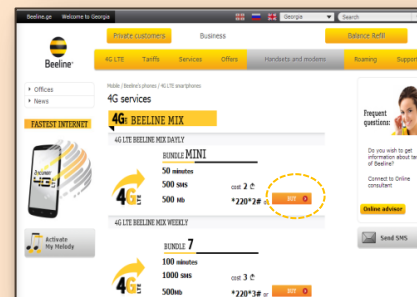 Beeline.ge Welcome to Georgia
Georgia
Search
Private customers
Business
Balance Refill
Beeline™
4G LTE Tariffs Services Offers Handsets and modems Roaming Support
Offices
News
Mobile / Beeline's phones / 4G LTE smartphones
4G services
4G: BEELINE MIX
FASTEST INTERNET
4G LTE BEELINE MIX DAYLY
BUNDLE MINI
50 minutes
500 SMS
500 Mb
4G
cost 2 ₾
*220*2#
BUY
Frequent
questions:
Do you wish to get
information about
of Beeline?
Connect to Online
consultant
Online advisor
Send SMS
Activate
My Melody
4G LTE BEELINE MIX WEEKLY
BUNDLE 7
100 minutes
1000 SMS
500Mb
4G
cost 3 ₾
*220*3# or
BUY